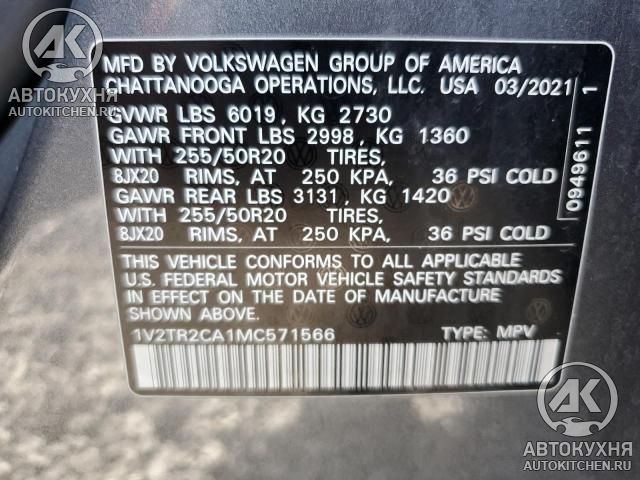 MFD BY VOLKSWAGEN GROUP OF AMERICA
CHATTANOOGA OPERATIONS, LLC. USA 03/2021
GVWR LBS 6019, KG 2730
GAWR FRONT LBS 2998, KG 1360
WITH 255/50R20 TIRES,
8JX20 RIMS, AT 250 KPA, 36 PSI COLD
GAWR REAR LBS 3131, KG 1420
WITH 255/50R20 TIRES,
8JX20 RIMS, AT 250 KPA, 36 PSI COLD
THIS VEHICLE CONFORMS TO ALL APPLICABLE
U.S. FEDERAL MOTOR VEHICLE SAFETY STANDARDS
IN EFFECT ON THE DATE OF MANUFACTURE
SHOWN ABOVE.
1V2TR2CA1MC571566 TYPE: MPV
0949611 1
АК
АВТОКУХНЯ
AUTOKITCHEN.RU
АК
АВТОКУХНЯ
AUTOKITCHEN.RU